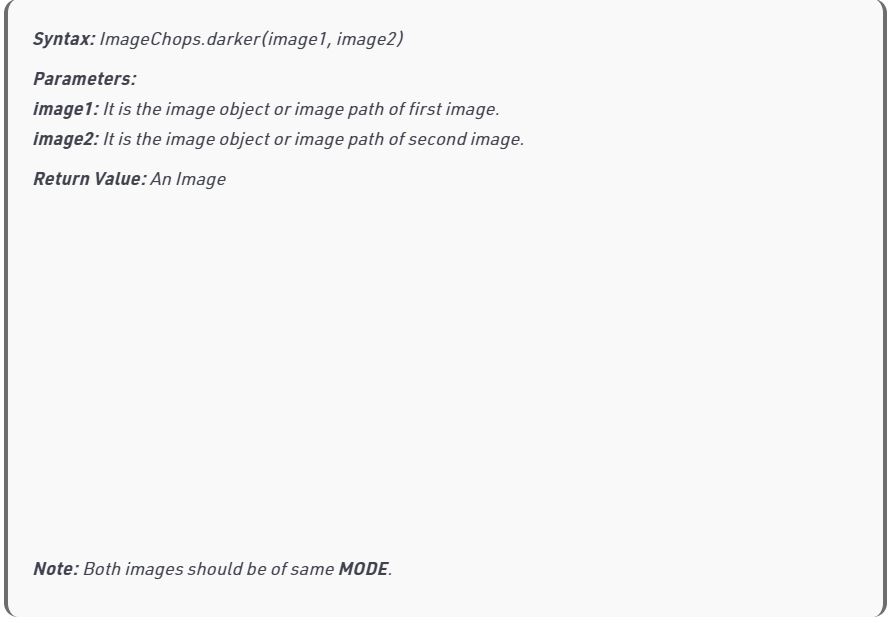 Syntax: ImageChops.darker(image1, image2)
Parameters:
image1: It is the image object or image path of first image.
image2: It is the image object or image path of second image.
Return Value: An Image
Note: Both images should be of same MODE.